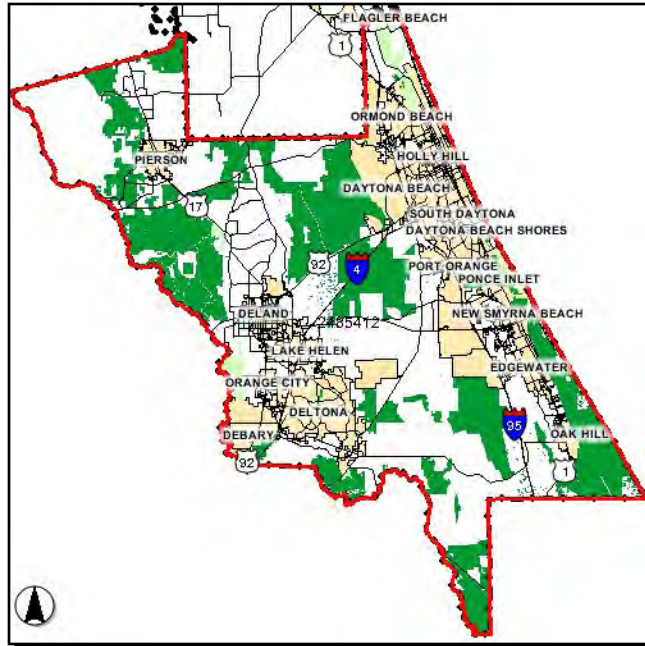 FLAGLER BEACH
1
ORMOND BEACH
HOLLY HILL
PIERSON
DAYTONA BEACH
17
SOUTH DAYTONA
DAYTONA BEACH SHORES
92
4
PORT ORANGE
PONCE INLET
DELAND
2435412
NEW SMYRNA BEACH
LAKE HELEN
EDGEWATER
ORANGE CITY
DELTONA
95
DEBARY
OAK HILL
92
1